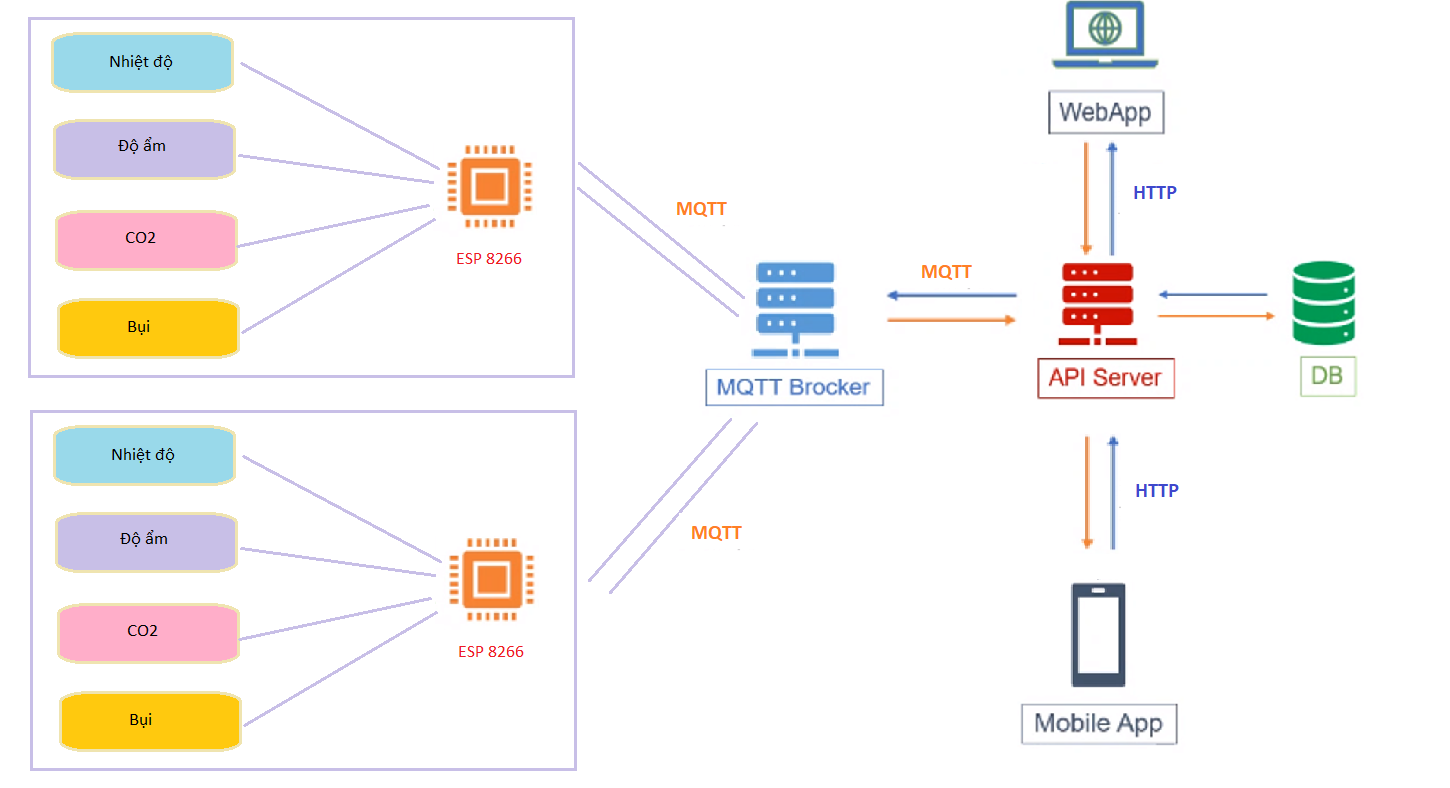 Nhiệt độ
Độ ẩm
CO2
Bụi
ESP 8266
Nhiệt độ
Độ ẩm
CO2
Bụi
ESP 8266
MQTT
MQTT
MQTT Brocker
MQTT
WebApp
HTTP
API Server
DB
HTTP
Mobile App